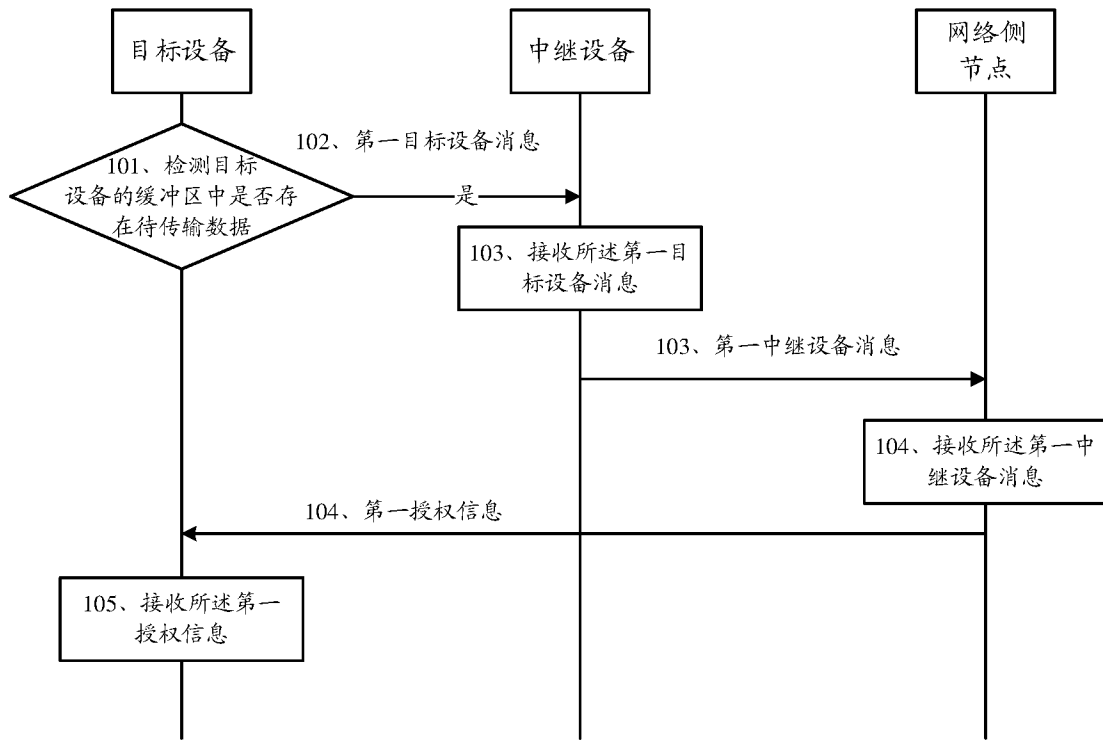 目标设备
中继设备
网络侧
节点
102、第一目标设备消息
101、检测目标
设备的缓冲区中是否存
在待传输数据
是
103、接收所述第一目
标设备消息
103、第一中继设备消息
104、接收所述第一中
继设备消息
104、第一授权信息
105、接收所述第一
授权信息